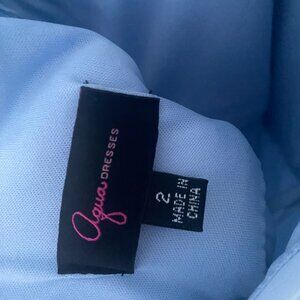 aqua DRESSES
2
MADE IN
CHINA